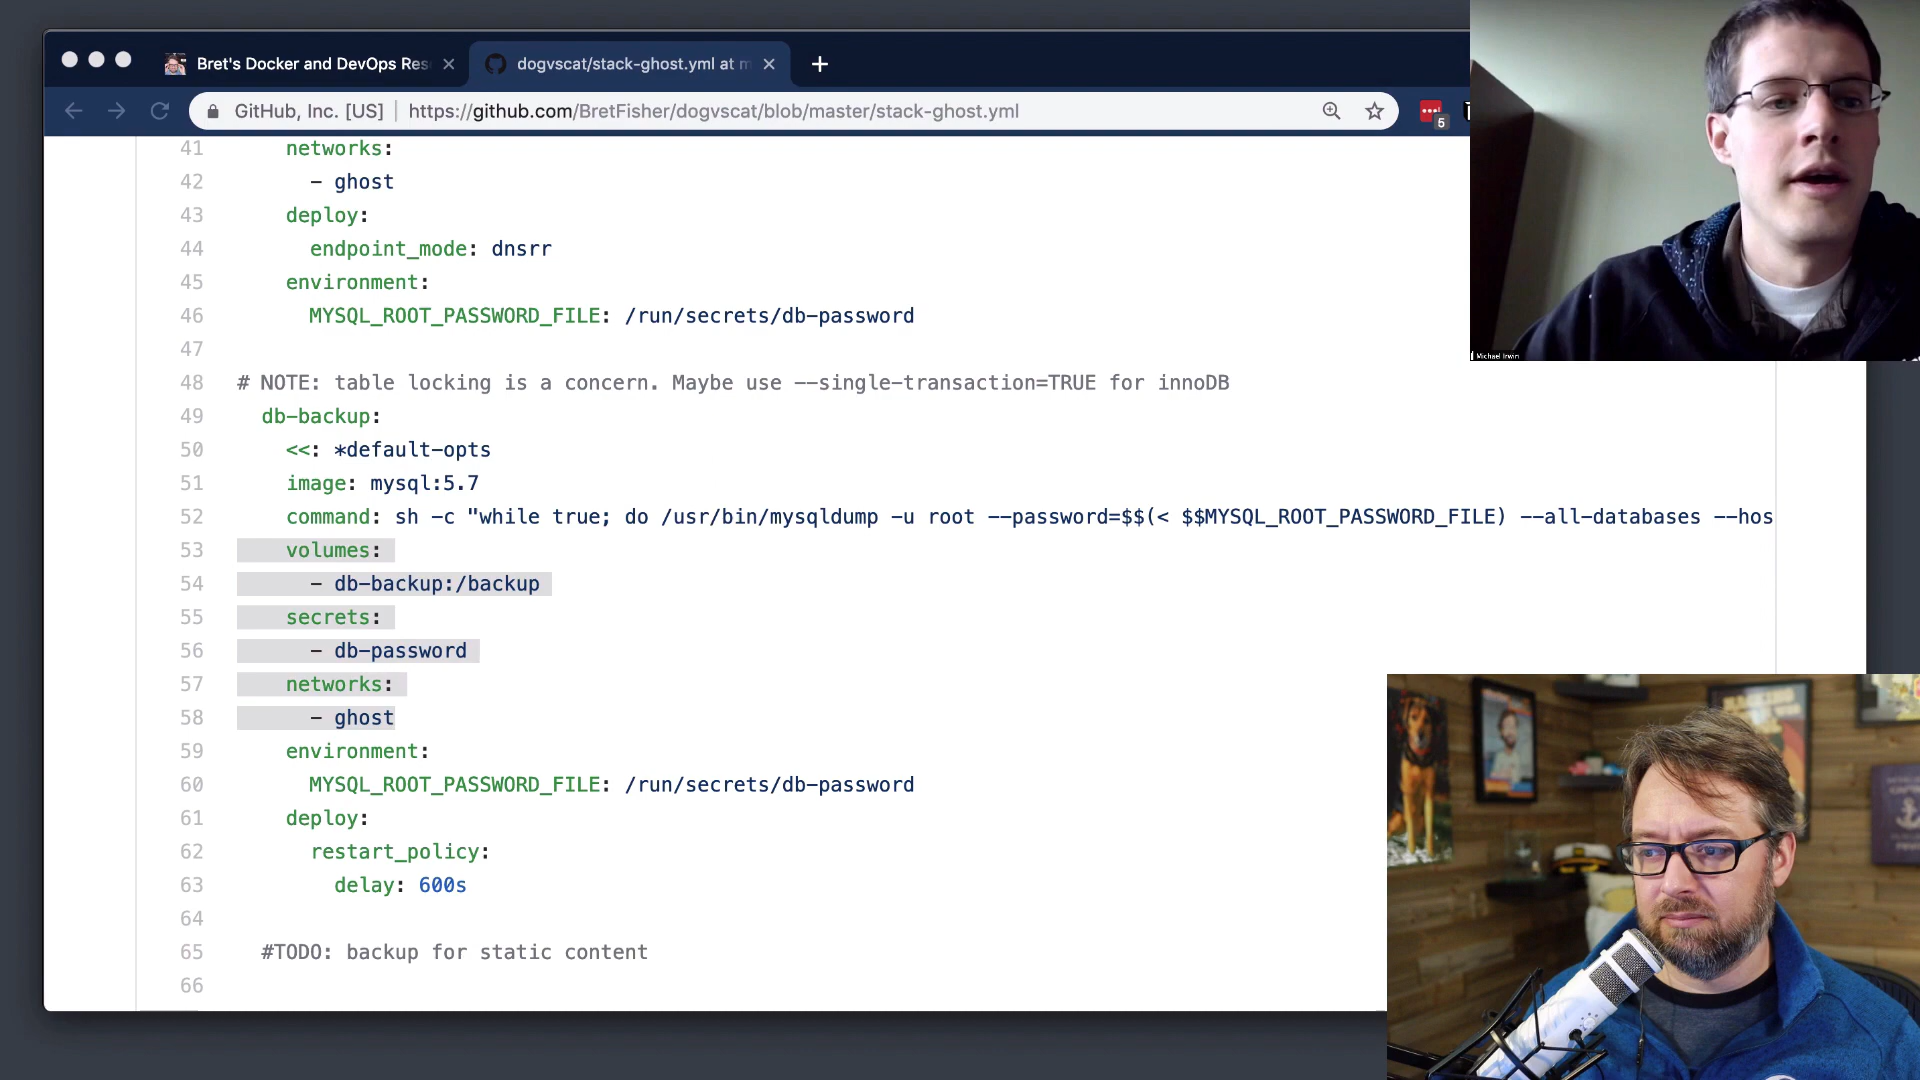 Bret's Docker and DevOps Res
dogvscat/stack-ghost.yml at m
GitHub, Inc. [US] | https://github.com/BretFisher/dogvscat/blob/master/stack-ghost.yml
5
41 networks:
42 - ghost
43 deploy:
44 endpoint_mode: dnsrr
45 environment:
46 MYSQL_ROOT_PASSWORD_FILE: /run/secrets/db-password
47
48 # NOTE: table locking is a concern. Maybe use --single-transaction=TRUE for innoDB
49 db-backup:
50 <<: *default-opts
51 image: mysql:5.7
52 command: sh -c "while true; do /usr/bin/mysqldump -u root --password=$$(< $$MYSQL_ROOT_PASSWORD_FILE) --all-databases --hos
53 volumes:
54 - db-backup:/backup
55 secrets:
56 - db-password
57 networks:
58 - ghost
59 environment:
60 MYSQL_ROOT_PASSWORD_FILE: /run/secrets/db-password
61 deploy:
62 restart_policy:
63 delay: 600s
64
65 #TODO: backup for static content
66
Michael Irwin